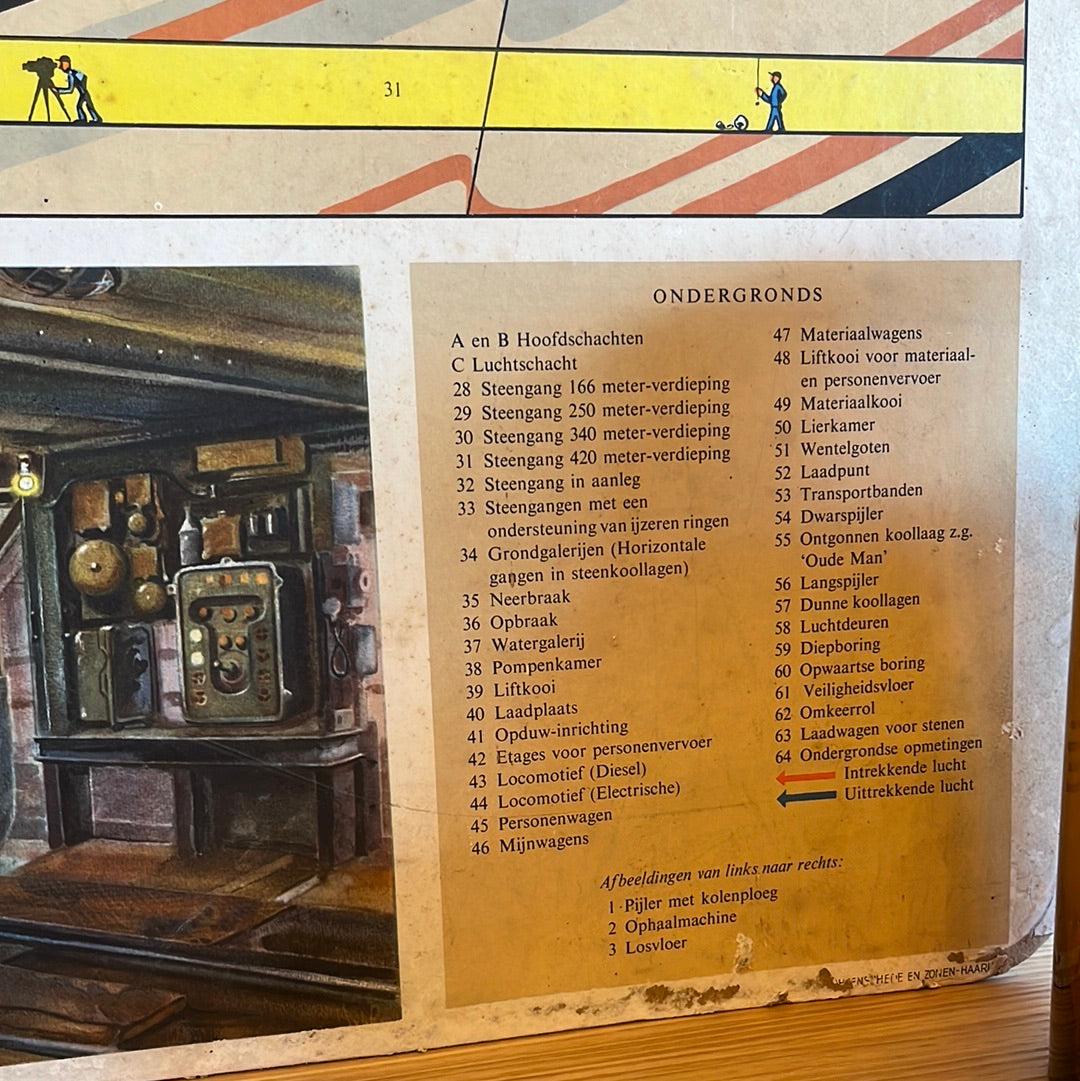 31
ONDERGRONDS
A en B Hoofdschachten
C Luchtschacht
28 Steengang 166 meter-verdieping
29 Steengang 250 meter-verdieping
30 Steengang 340 meter-verdieping
31 Steengang 420 meter-verdieping
32 Steengang in aanleg
33 Steengangen met een
ondersteuning van ijzeren ringen
34 Grondgalerijen (Horizontale
gangen in steenkoollagen)
35 Neerbraak
36 Opbraak
37 Watergalerij
38 Pompenkamer
39 Liftkooi
40 Laadplaats
41 Opduw-inrichting
42 Etages voor personenvervoer
43 Locomotief (Diesel)
44 Locomotief (Electrische)
45 Personenwagen
46 Mijnwagens
47 Materiaalwagens
48 Liftkooi voor materiaal-
en personenvervoer
49 Materiaalkooi
50 Lierkamer
51 Wentelgoten
52 Laadpunt
53 Transportbanden
54 Dwarspijler
55 Ontgonnen koollaag z.g.
'Oude Man'
56 Langspijler
57 Dunne koollagen
58 Luchtdeuren
59 Diepboring
60 Opwaartse boring
61 Veiligheidsvloer
62 Omkeerrol
63 Laadwagen voor stenen
64 Ondergrondse opmetingen
Intrekkende lucht
Uittrekkende lucht
Afbeeldingen van links naar rechts:
1 Pijler met kolenploeg
2 Ophaalmachine
3 Losvloer
EN ZONEN-HAARL